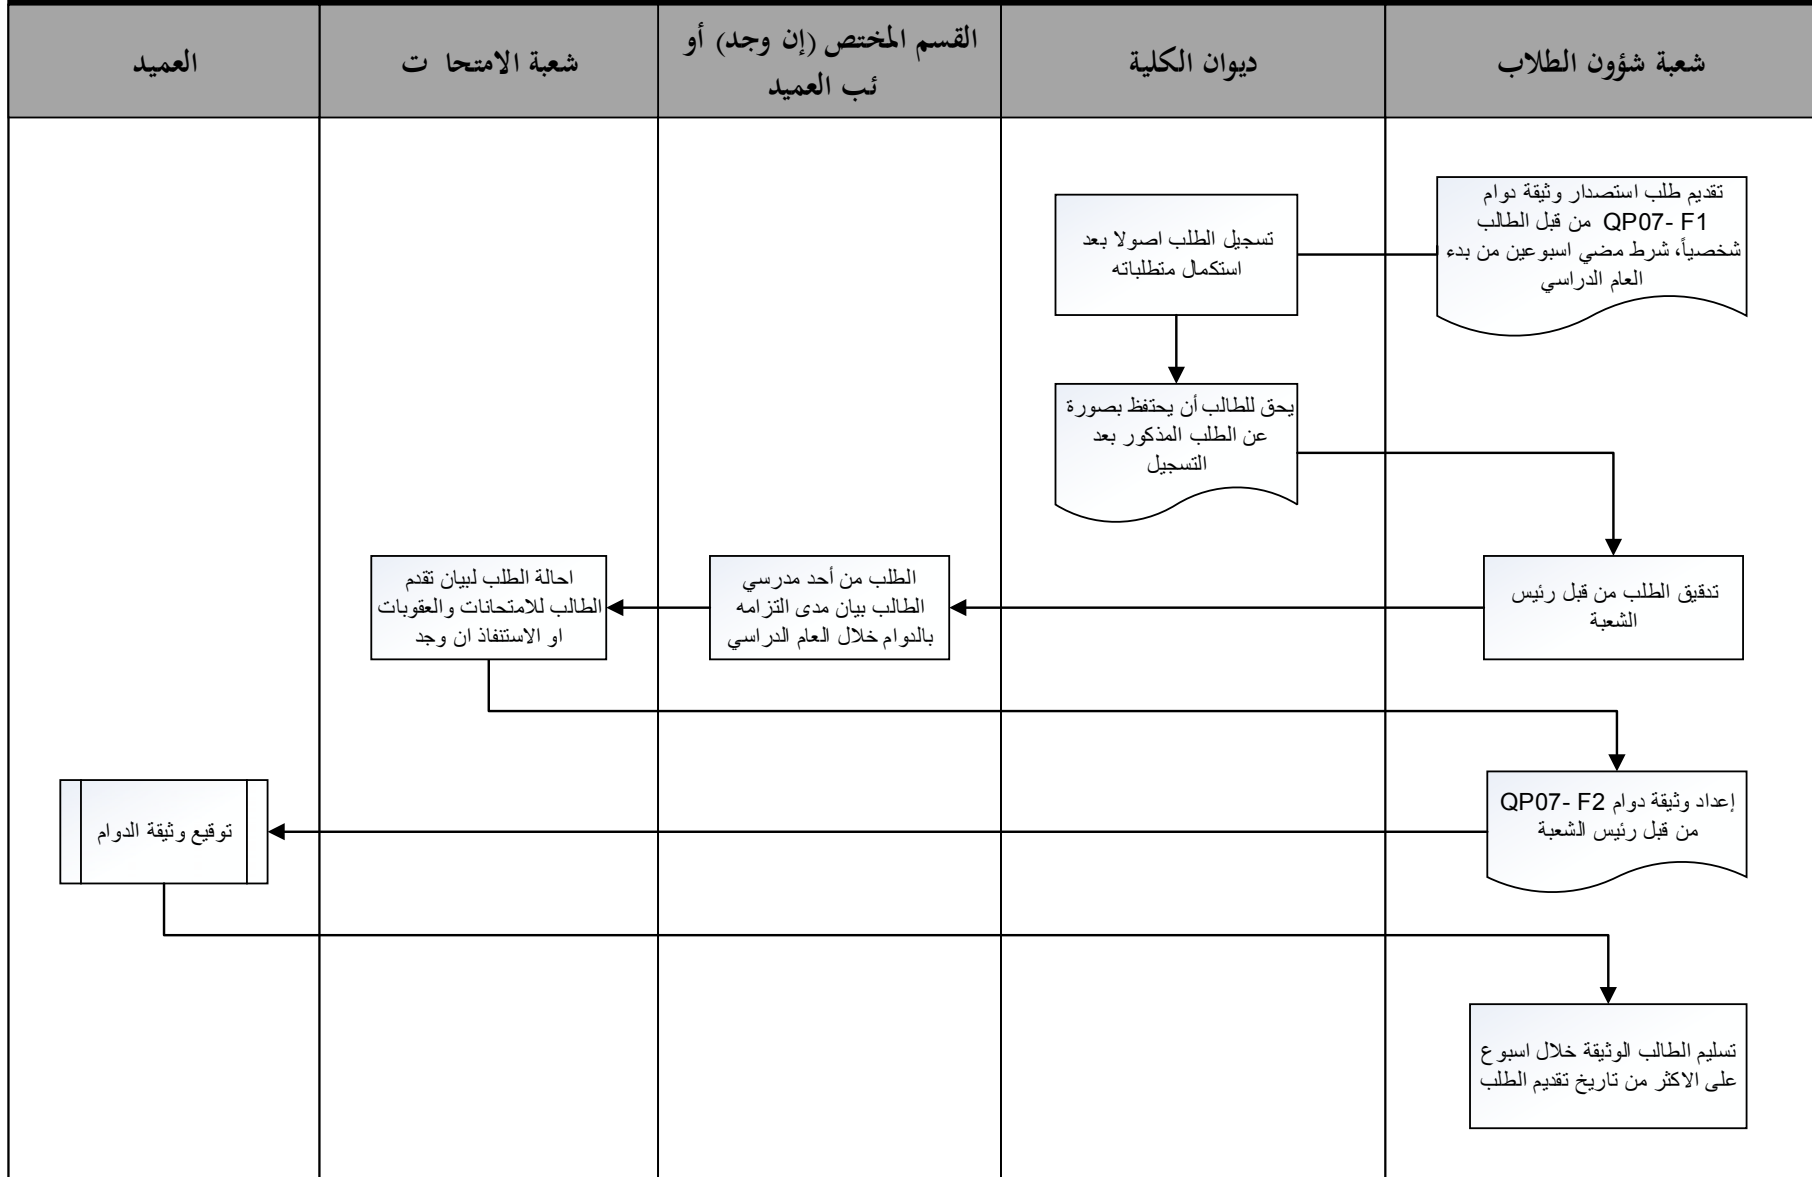 شعبة شؤون الطلاب
ديوان الكلية
القسم المختص (إن وجد) أو
ئب العميد
شعبة الامتحا ت
العميد
تقديم طلب استصدار وثيقة دوام
QP07- F1 من قبل الطالب
شخصياً، شرط مضي اسبوعين من بدء
العام الدراسي
تسجيل الطلب اصولا بعد
استكمال متطلباته
يحق للطالب أن يحتفظ بصورة
عن الطلب المذكور بعد
التسجيل
تدقيق الطلب من قبل رئيس
الشعبة
الطلب من أحد مدرسي
الطالب بيان مدى التزامه
بالدوام خلال العام الدراسي
احالة الطلب لبيان تقدم
الطالب للامتحانات والعقوبات
او الاستنفاذ ان وجد
إعداد وثيقة دوام QP07- F2
من قبل رئيس الشعبة
توقيع وثيقة الدوام
تسليم الطالب الوثيقة خلال اسبوع
على الاكثر من تاريخ تقديم الطلب